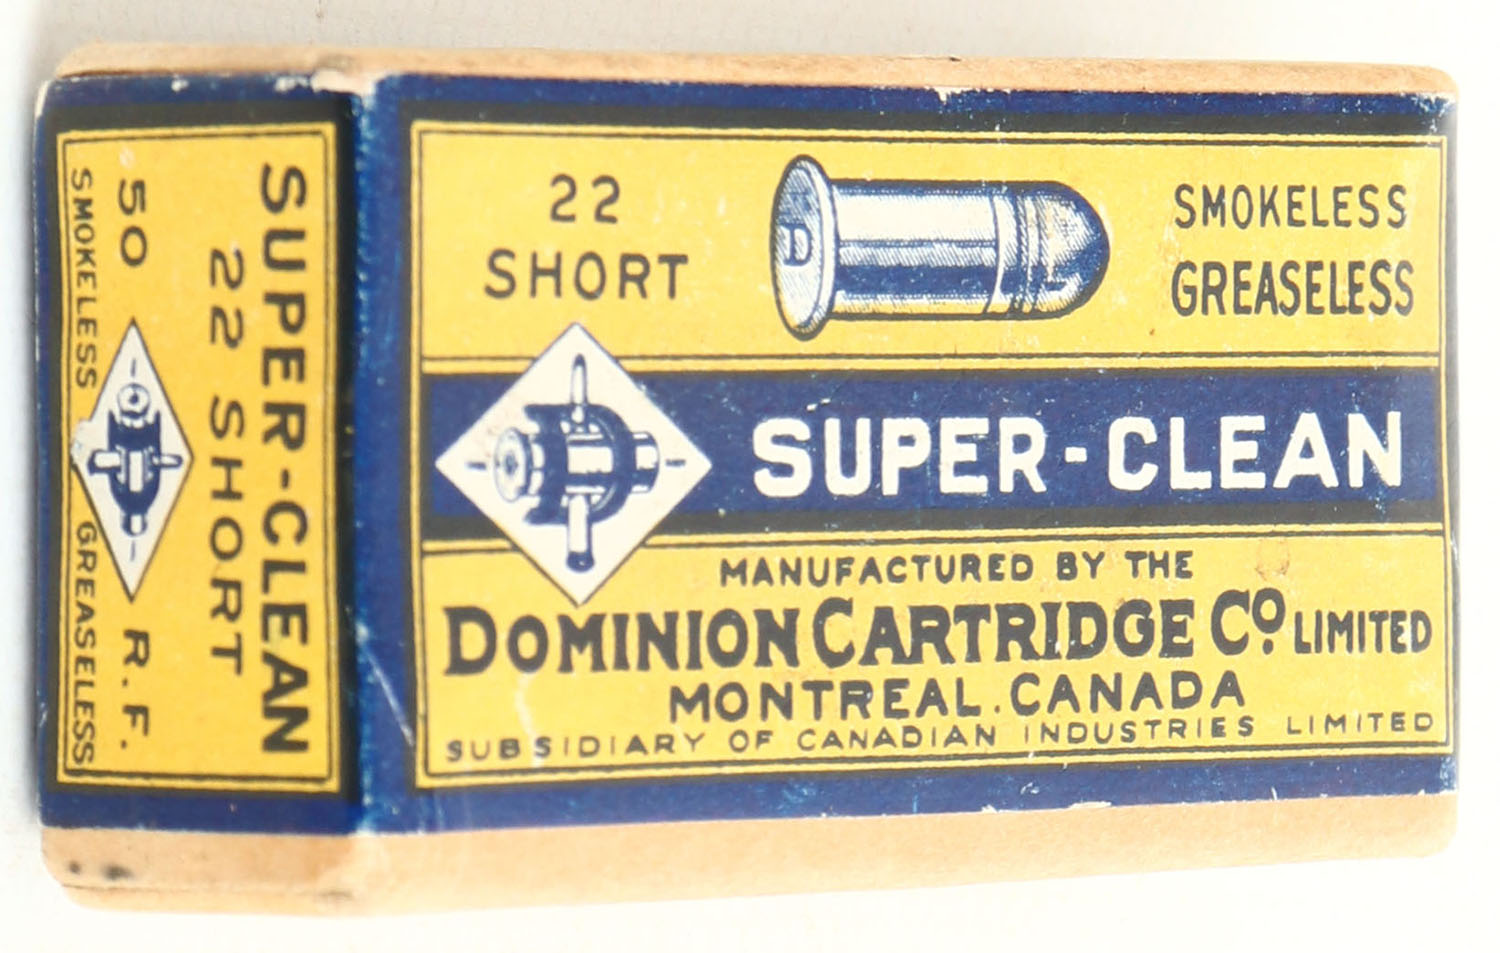 22
SHORT
D
SMOKELESS
GREASELESS
SUPER-CLEAN
MANUFACTURED BY THE
DOMINION CARTRIDGE Cº. LIMITED
MONTREAL. CANADA
SUBSIDIARY OF CANADIAN INDUSTRIES LIMITED
SUPER-CLEAN
22 SHORT
50 R.F.
SMOKELESS GREASELESS